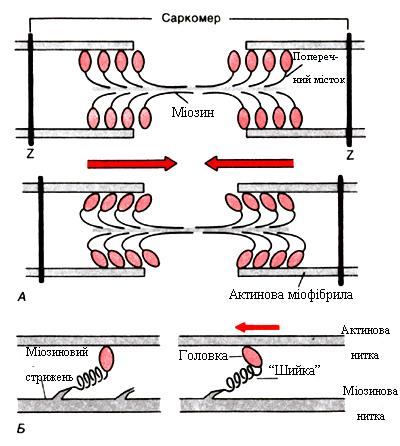 Саркомер
Попереч-
ний місток
Міозин
Z
Z
А
Актинова міофібрила
Міозиновий
стрижень
Головка
"Шийка"
Актинова
нитка
Міозинова
нитка
Б